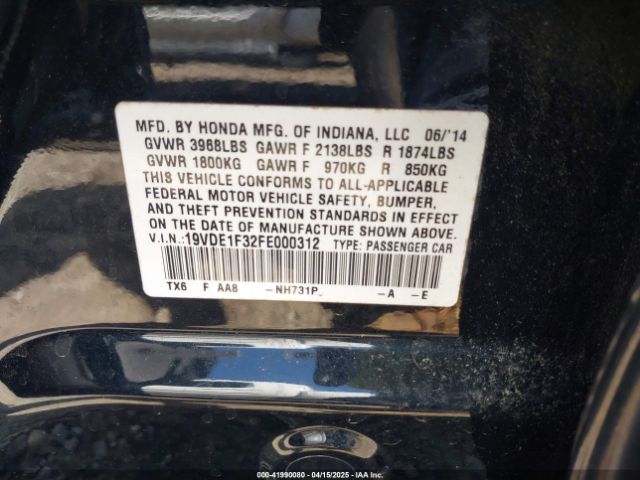 MFD. BY HONDA MFG. OF INDIANA, LLC 06/'14
GVWR 3968LBS GAWR F 2138LBS R 1874LBS
GVWR 1800KG GAWR F 970KG R 850KG
THIS VEHICLE CONFORMS TO ALL-APPLICABLE
FEDERAL MOTOR VEHICLE SAFETY, BUMPER,
AND THEFT PREVENTION STANDARDS IN EFFECT
ON THE DATE OF MANUFACTURE SHOWN ABOVE.
V.I.N.:19VDE1F32FE000312 TYPE: PASSENGER CAR
TX6 F AA8 -NH731P. -A -E
000-41990080 - 04/15/2025 - IAA Inc.